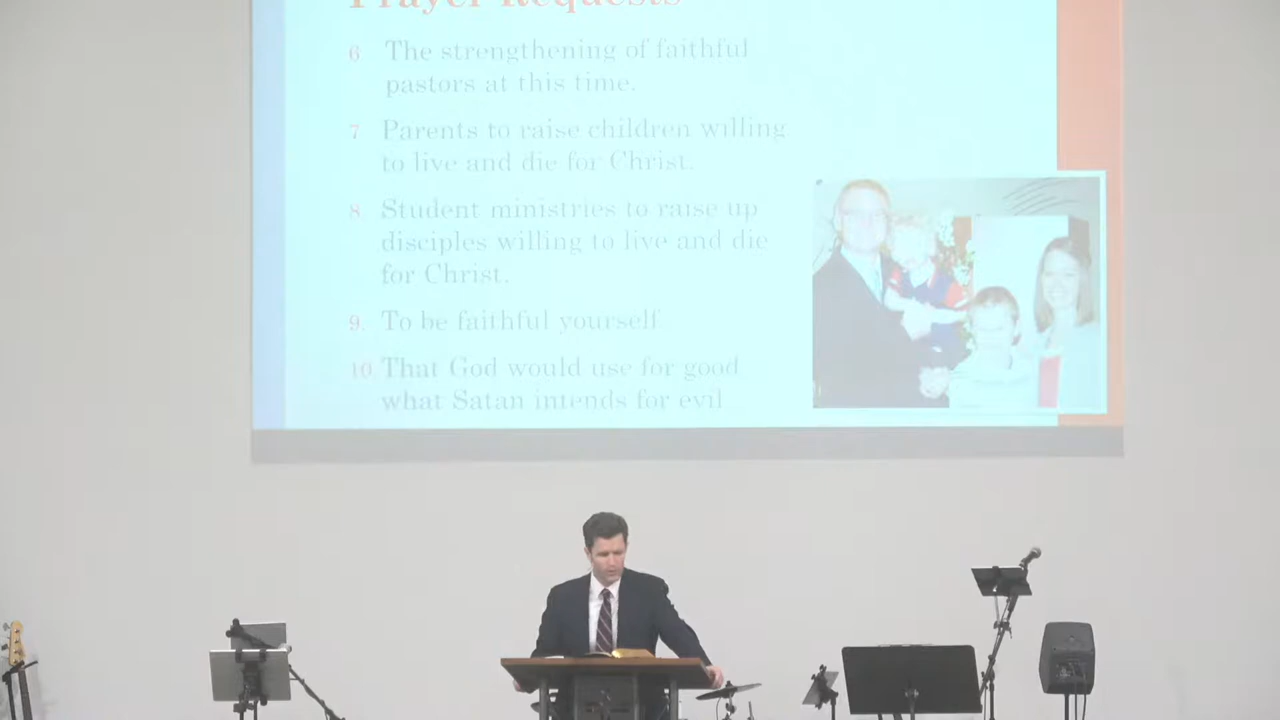 Prayer Requests
6 The strengthening of faithful
pastors at this time.
7 Parents to raise children willing
to live and die for Christ.
8 Student ministries to raise up
disciples willing to live and die
for Christ.
9. To be faithful yourself.
10 That God would use for good
what Satan intends for evil